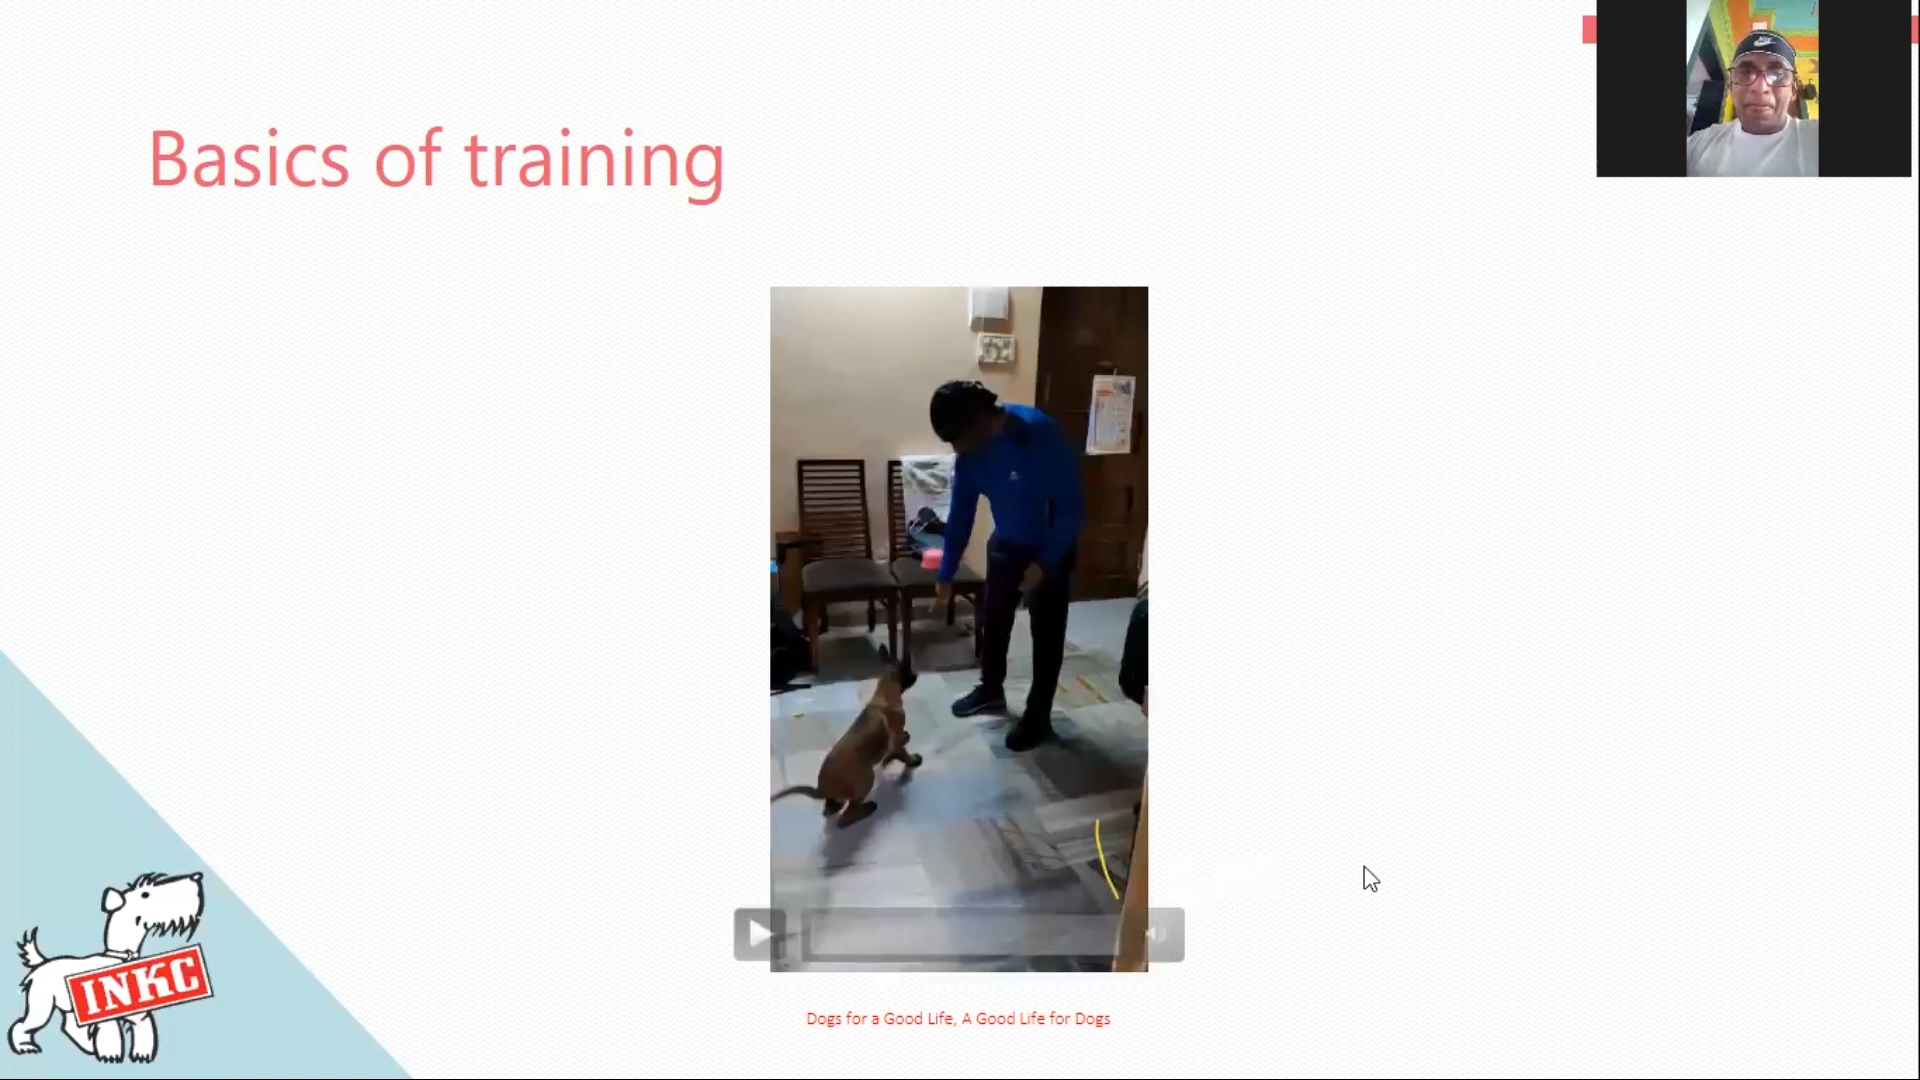 Basics of training
INKC
Dogs for a Good Life, A Good Life for Dogs